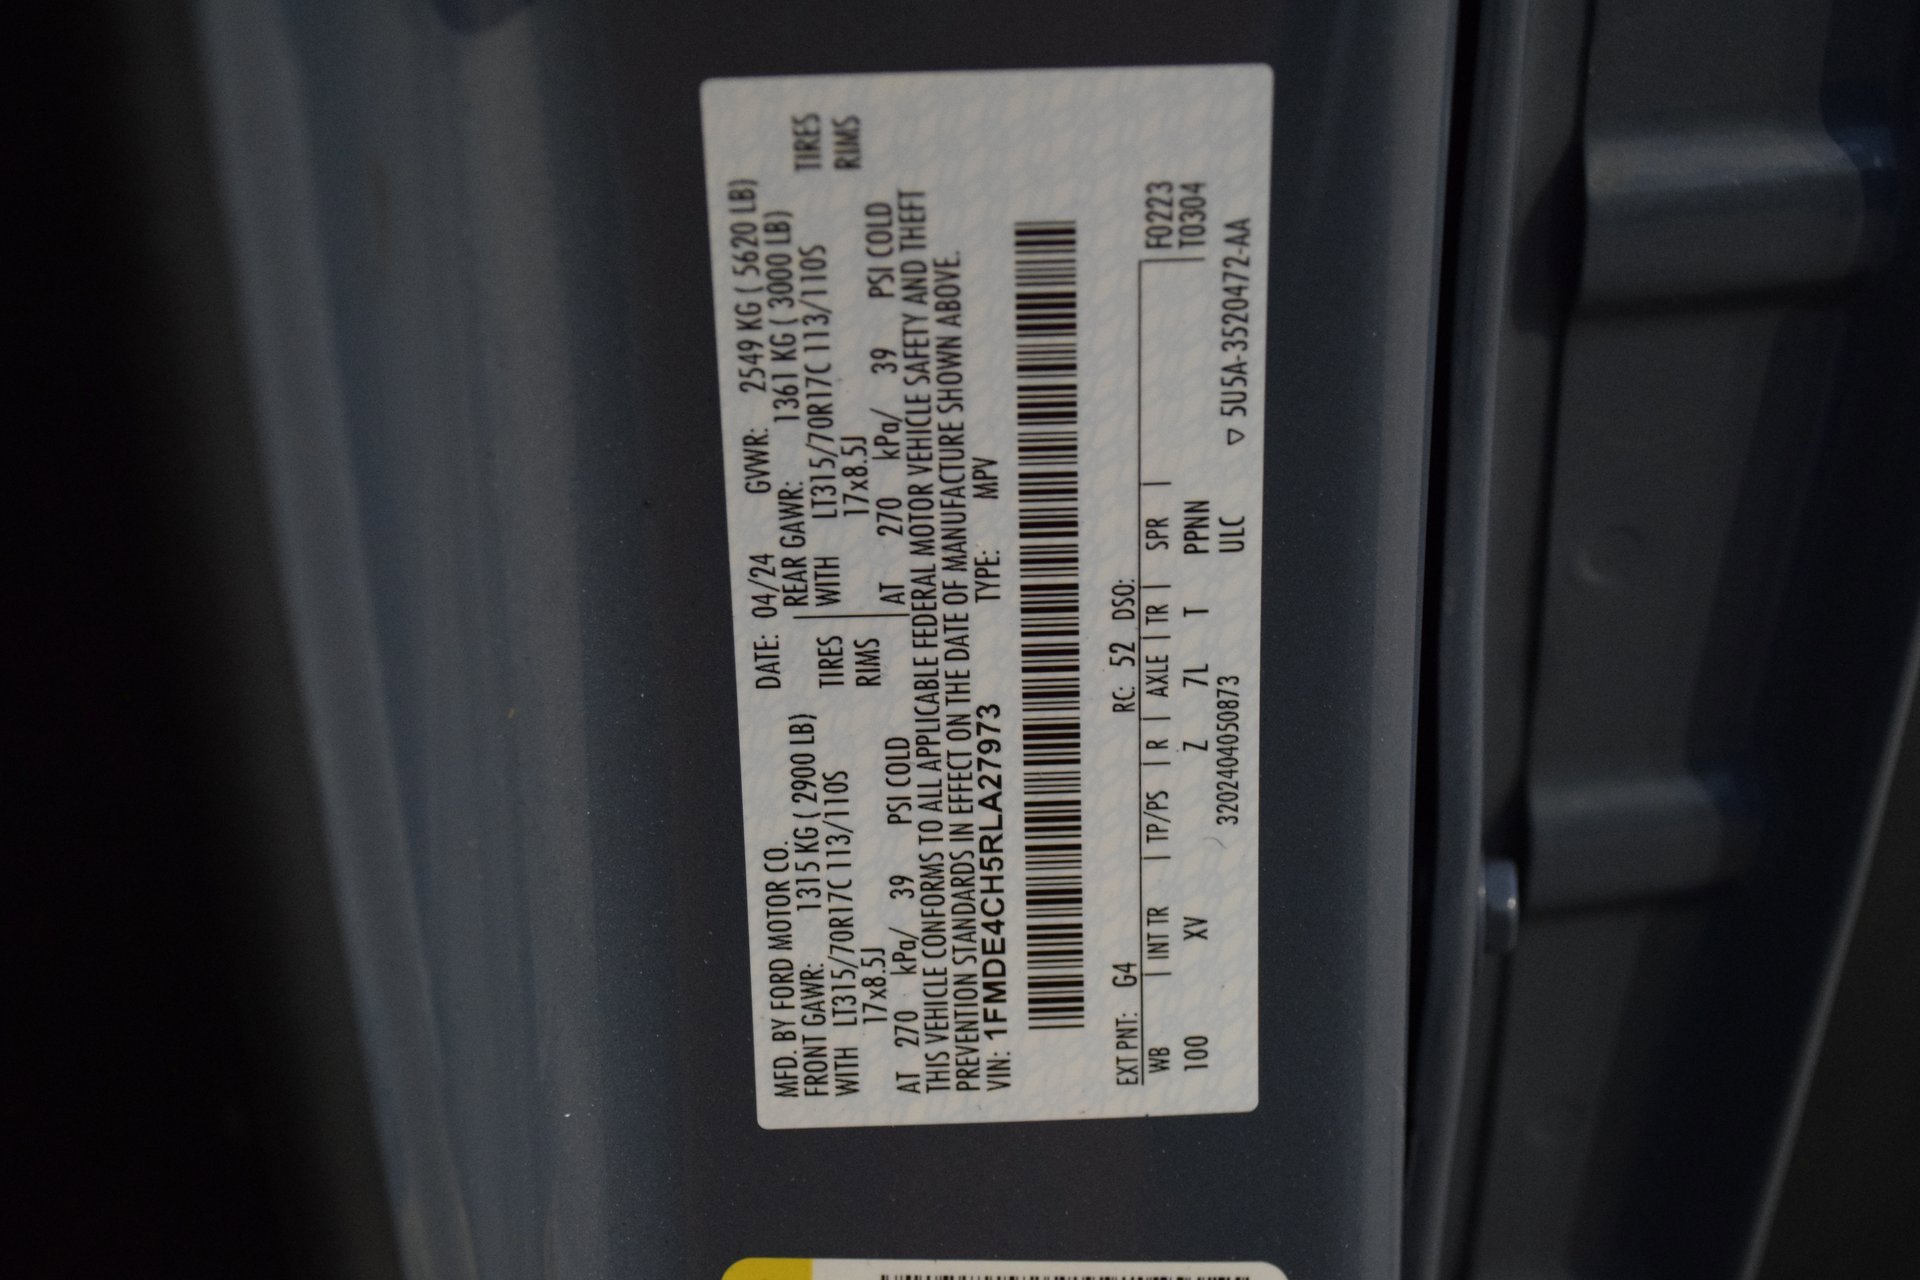 MFD. BY FORD MOTOR CO. DATE: 04/24 GVWR: 2549 KG ( 5620 LB)
FRONT GAWR: 1315 KG ( 2900 LB) REAR GAWR: 1361 KG ( 3000 LB)
WITH LT315/70R17C 113/110S TIRES WITH LT315/70R17C 113/110S TIRES
17x8.5J RIMS 17x8.5J RIMS
AT 270 kPa/ 39 PSI COLD AT 270 kPa/ 39 PSI COLD
THIS VEHICLE CONFORMS TO ALL APPLICABLE FEDERAL MOTOR VEHICLE SAFETY AND THEFT
PREVENTION STANDARDS IN EFFECT ON THE DATE OF MANUFACTURE SHOWN ABOVE.
VIN: 1FMDE4CH5RLA27973 TYPE: MPV
EXT PNT: G4 RC: 52 DSO:
WB INT TR TP/PS R AXLE TR SPR F0223
100 XV Z 7L T PPNN T0304
320240405087​3 ULC ▽ 5U5A-3520472-AA